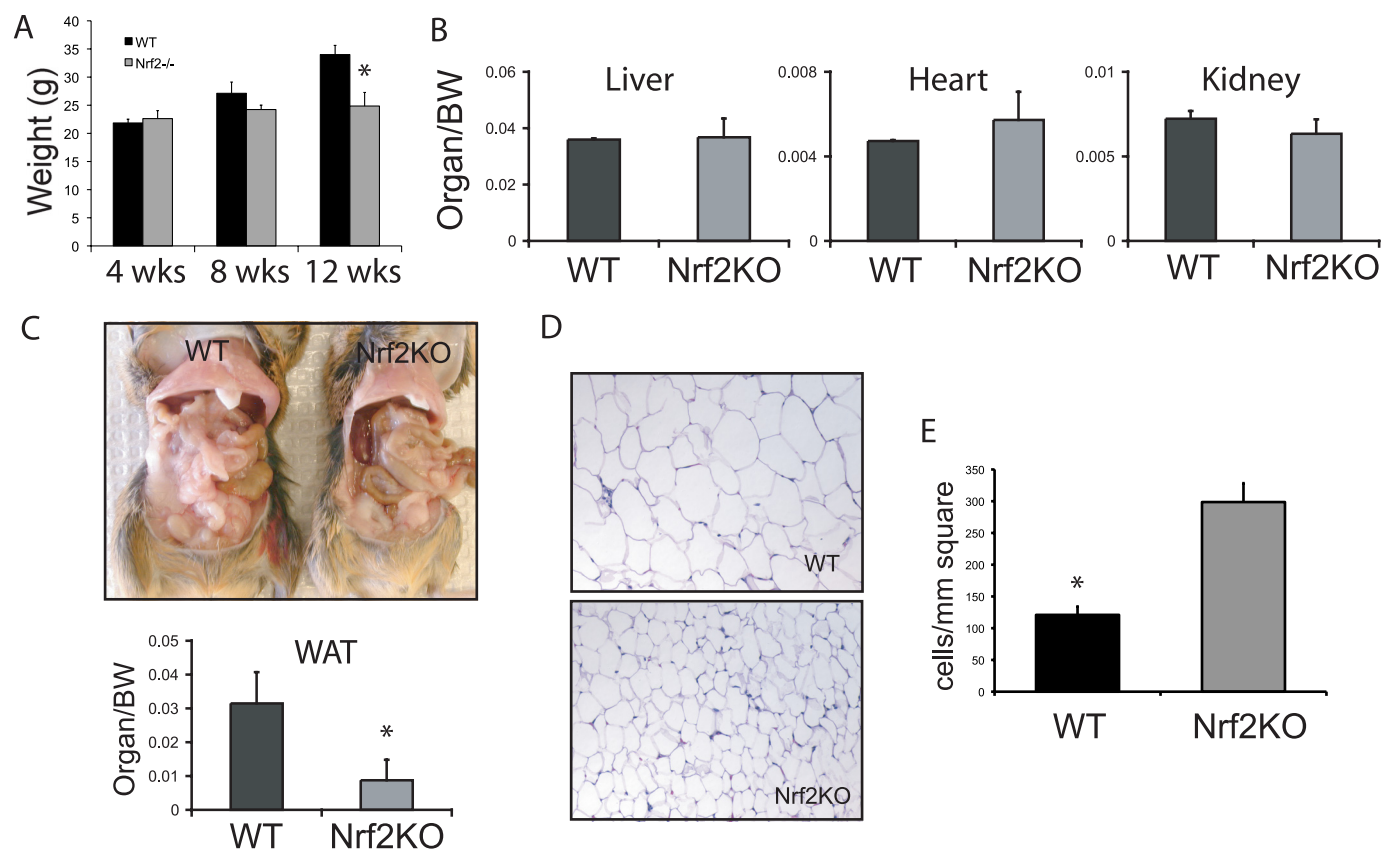 A
40
35
30
25
20
15
10
5
0
Weight (g)
WT
Nrf2-/-
*
4 wks 8 wks 12 wks
B
Organ/BW
Liver
0.06
0.04
0.02
0
WT Nrf2KO
Heart
0.008
0.004
0
WT Nrf2KO
Kidney
0.01
0.005
0
WT Nrf2KO
C
WT Nrf2KO
WAT
Organ/BW
0.05
0.04
0.03
0.02
0.01
0
*
WT Nrf2KO
D
WT
Nrf2KO
E
cells/mm square
350
300
250
200
150
100
50
0
*
WT Nrf2KO